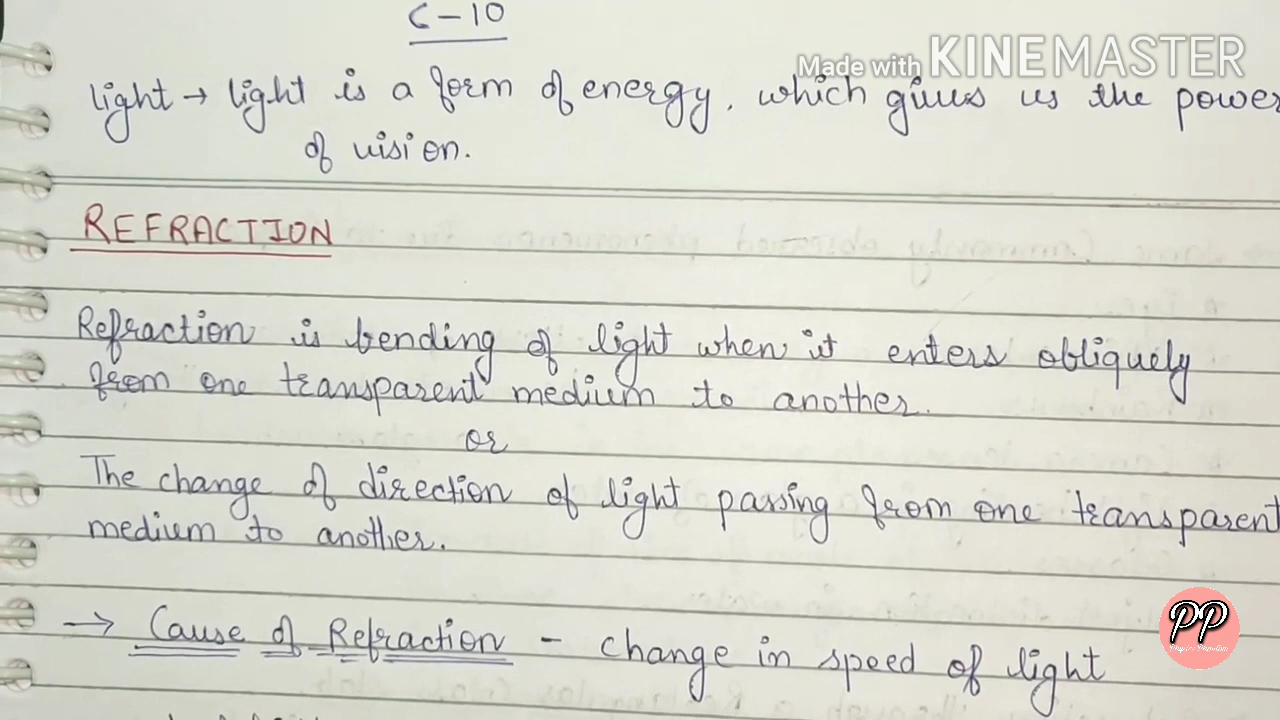 C-10
Made with KINEMASTER
light → light is a form of energy, which gives us the power
of vision.
REFRACTION
Refraction is bending of light when it enters obliquely
from one transparent medium to another.
or
The change of direction of light passing from one transparent
medium to another.
→ Cause of Refraction - change in speed of light
PP